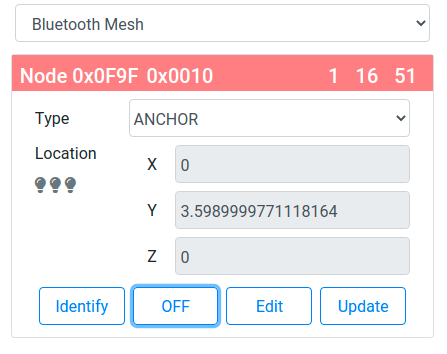 Bluetooth Mesh
Node 0x0F9F 0x0010 1 16 51
Type ANCHOR
Location
X 0
Y 3.5989999771118164
Z 0
Identify OFF Edit Update